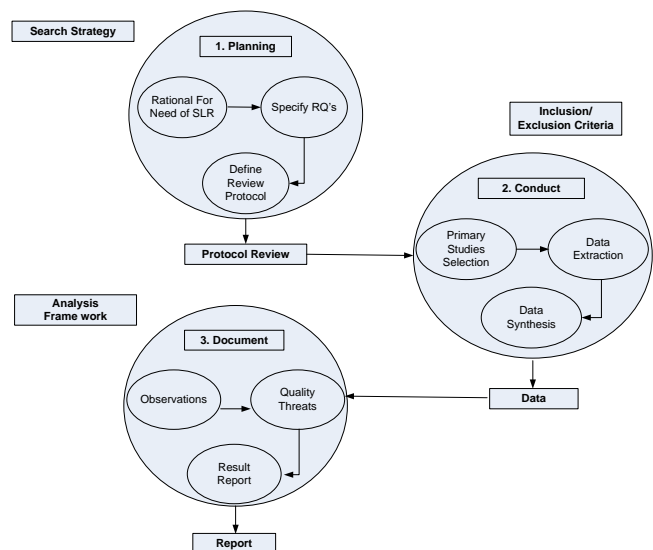 Search Strategy
1. Planning
Rational For
Need of SLR
Specify RQ's
Define
Review
Protocol
Protocol Review
Inclusion/
Exclusion Criteria
2. Conduct
Primary
Studies
Selection
Data
Extraction
Data
Synthesis
Data
Analysis
Frame work
3. Document
Observations
Quality
Threats
Result
Report
Report